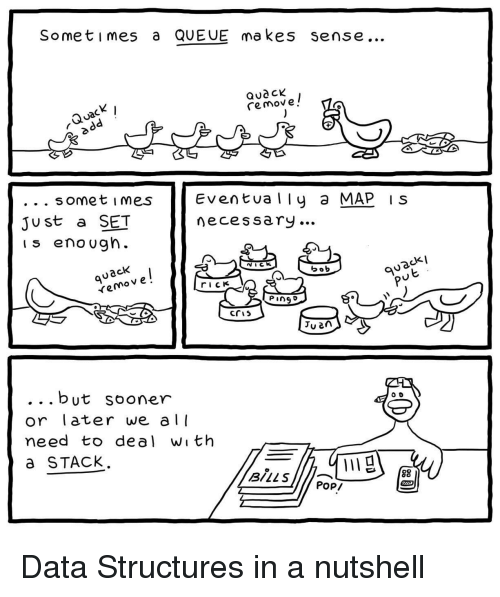 Sometimes a QUEUE makes sense...
Quack!
add
quack
remove!
... sometimes
Just a SET
is enough.
quack
remove!
Eventually a MAP is
necessary...
NICK
bob
rick
Pingo
cris
Juan
quack!
put
...but sooner
or later we all
need to deal with
a STACK.
BILLS
POP!
88
Data Structures in a nutshell